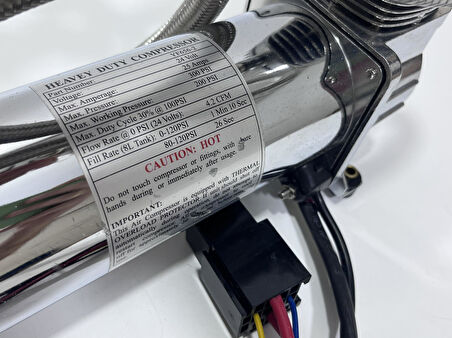 HEAVEY DUTY COMPRESSOR
Part Number:
Voltage: 24 Volt
Max. Amperage: 25 Amps
Max. Pressure: 300 PSI
Max. Working Pressure: 200 PSI
Max. Duty Cycle 30% @ 100PSI
Flow Rate @ 0 PSI (24 Volts) 4.2 CFM
Fill Rate (8L Tank): 0-120PSI 1 Min 10 Sec
80-120PSI 26 Sec
CAUTION: HOT
Do not touch compressor or fittings, with bare
hands during or immediately after usage.
IMPORTANT:
This Air Compressor is equipped with THERMAL
OVERLOAD PROTECTOR
automatically